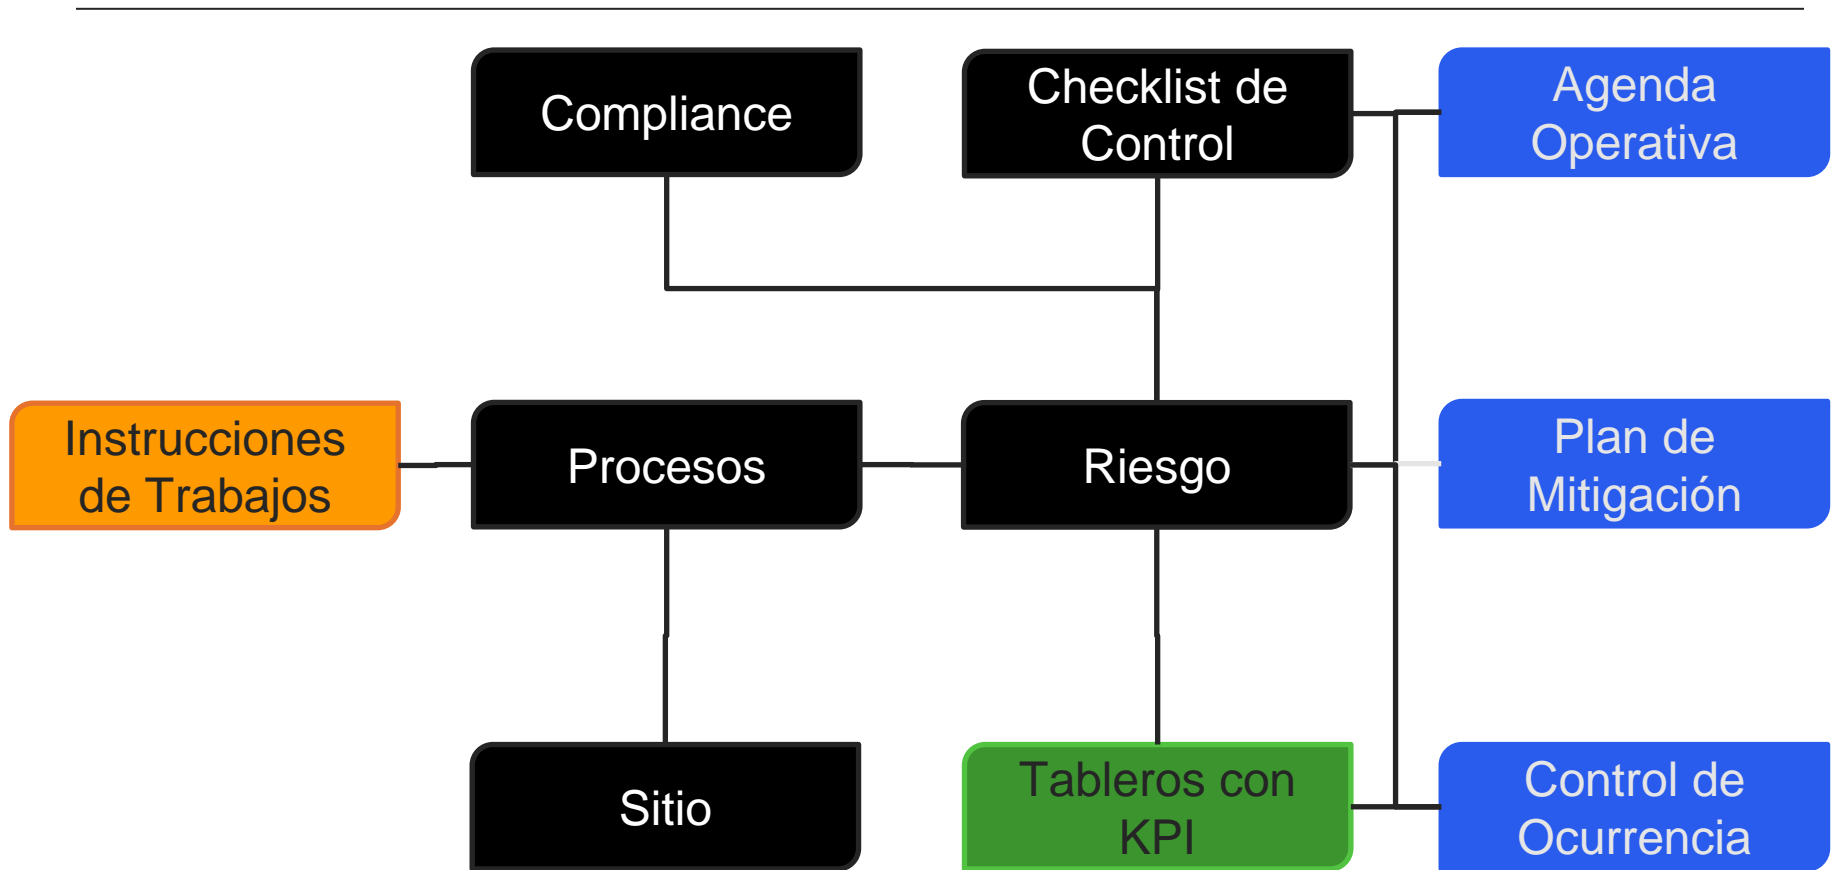 Compliance
Checklist de
Control
Agenda
Operativa
Instrucciones
de Trabajos
Procesos
Riesgo
Plan de
Mitigación
Sitio
Tableros con
KPI
Control de
Ocurrencia